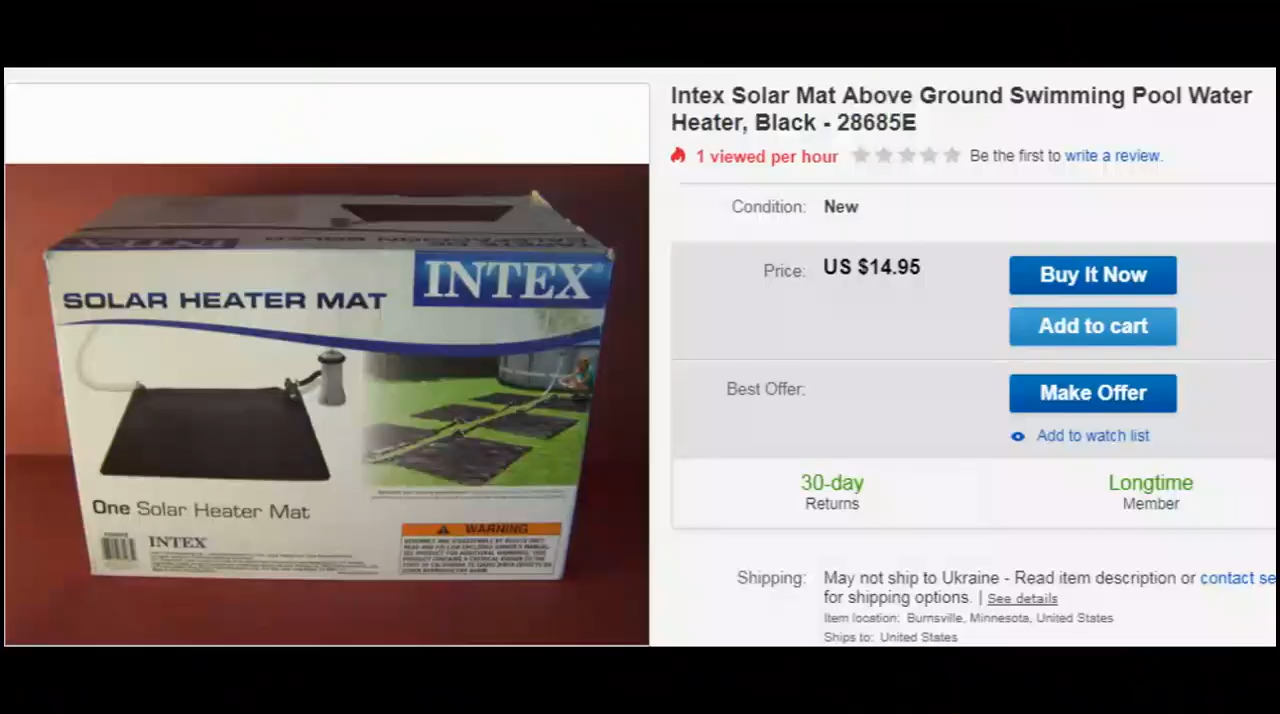 Intex Solar Mat Above Ground Swimming Pool Water
Heater, Black - 28685E
1 viewed per hour
Be the first to write a review.
Condition: New
Price: US $14.95
Buy It Now
Add to cart
Best Offer:
Make Offer
Add to watch list
30-day
Returns
Longtime
Member
Shipping: May not ship to Ukraine - Read item description or contact se
for shipping options. | See details
Item location: Burnsville, Minnesota, United States
Ships to: United States
INTEX
INTEX
SOLAR HEATER MAT
One Solar Heater Mat
INTEX
WARNING